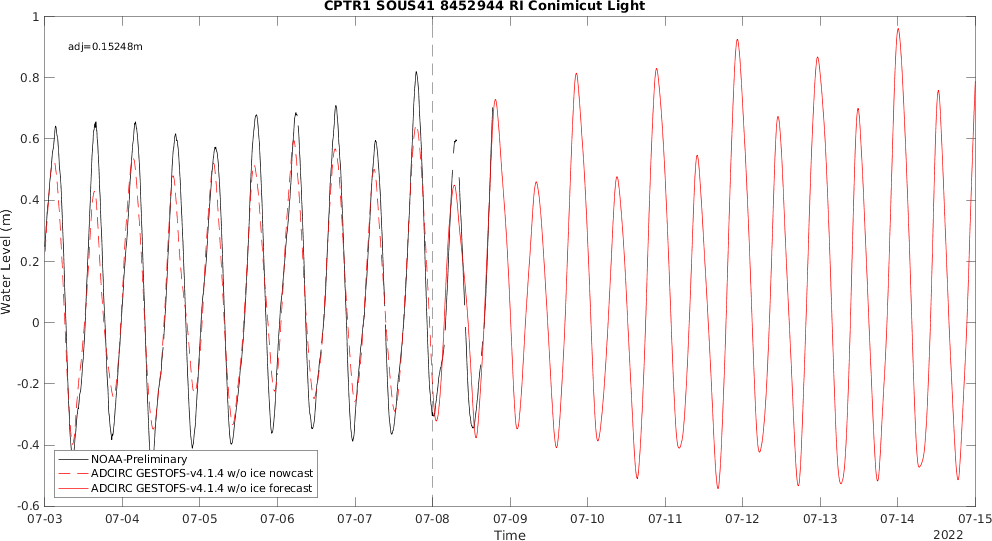 CPTR1 SOUS41 8452944 RI Conimicut Light
adj=0.15248m
1
0.8
0.6
0.4
0.2
0
-0.2
-0.4
-0.6
Water Level (m)
NOAA-Preliminary
ADCIRC GESTOFS-v4.1.4 w/o ice nowcast
ADCIRC GESTOFS-v4.1.4 w/o ice forecast
07-03 07-04 07-05 07-06 07-07 07-08 07-09 07-10 07-11 07-12 07-13 07-14 07-15
Time
2022